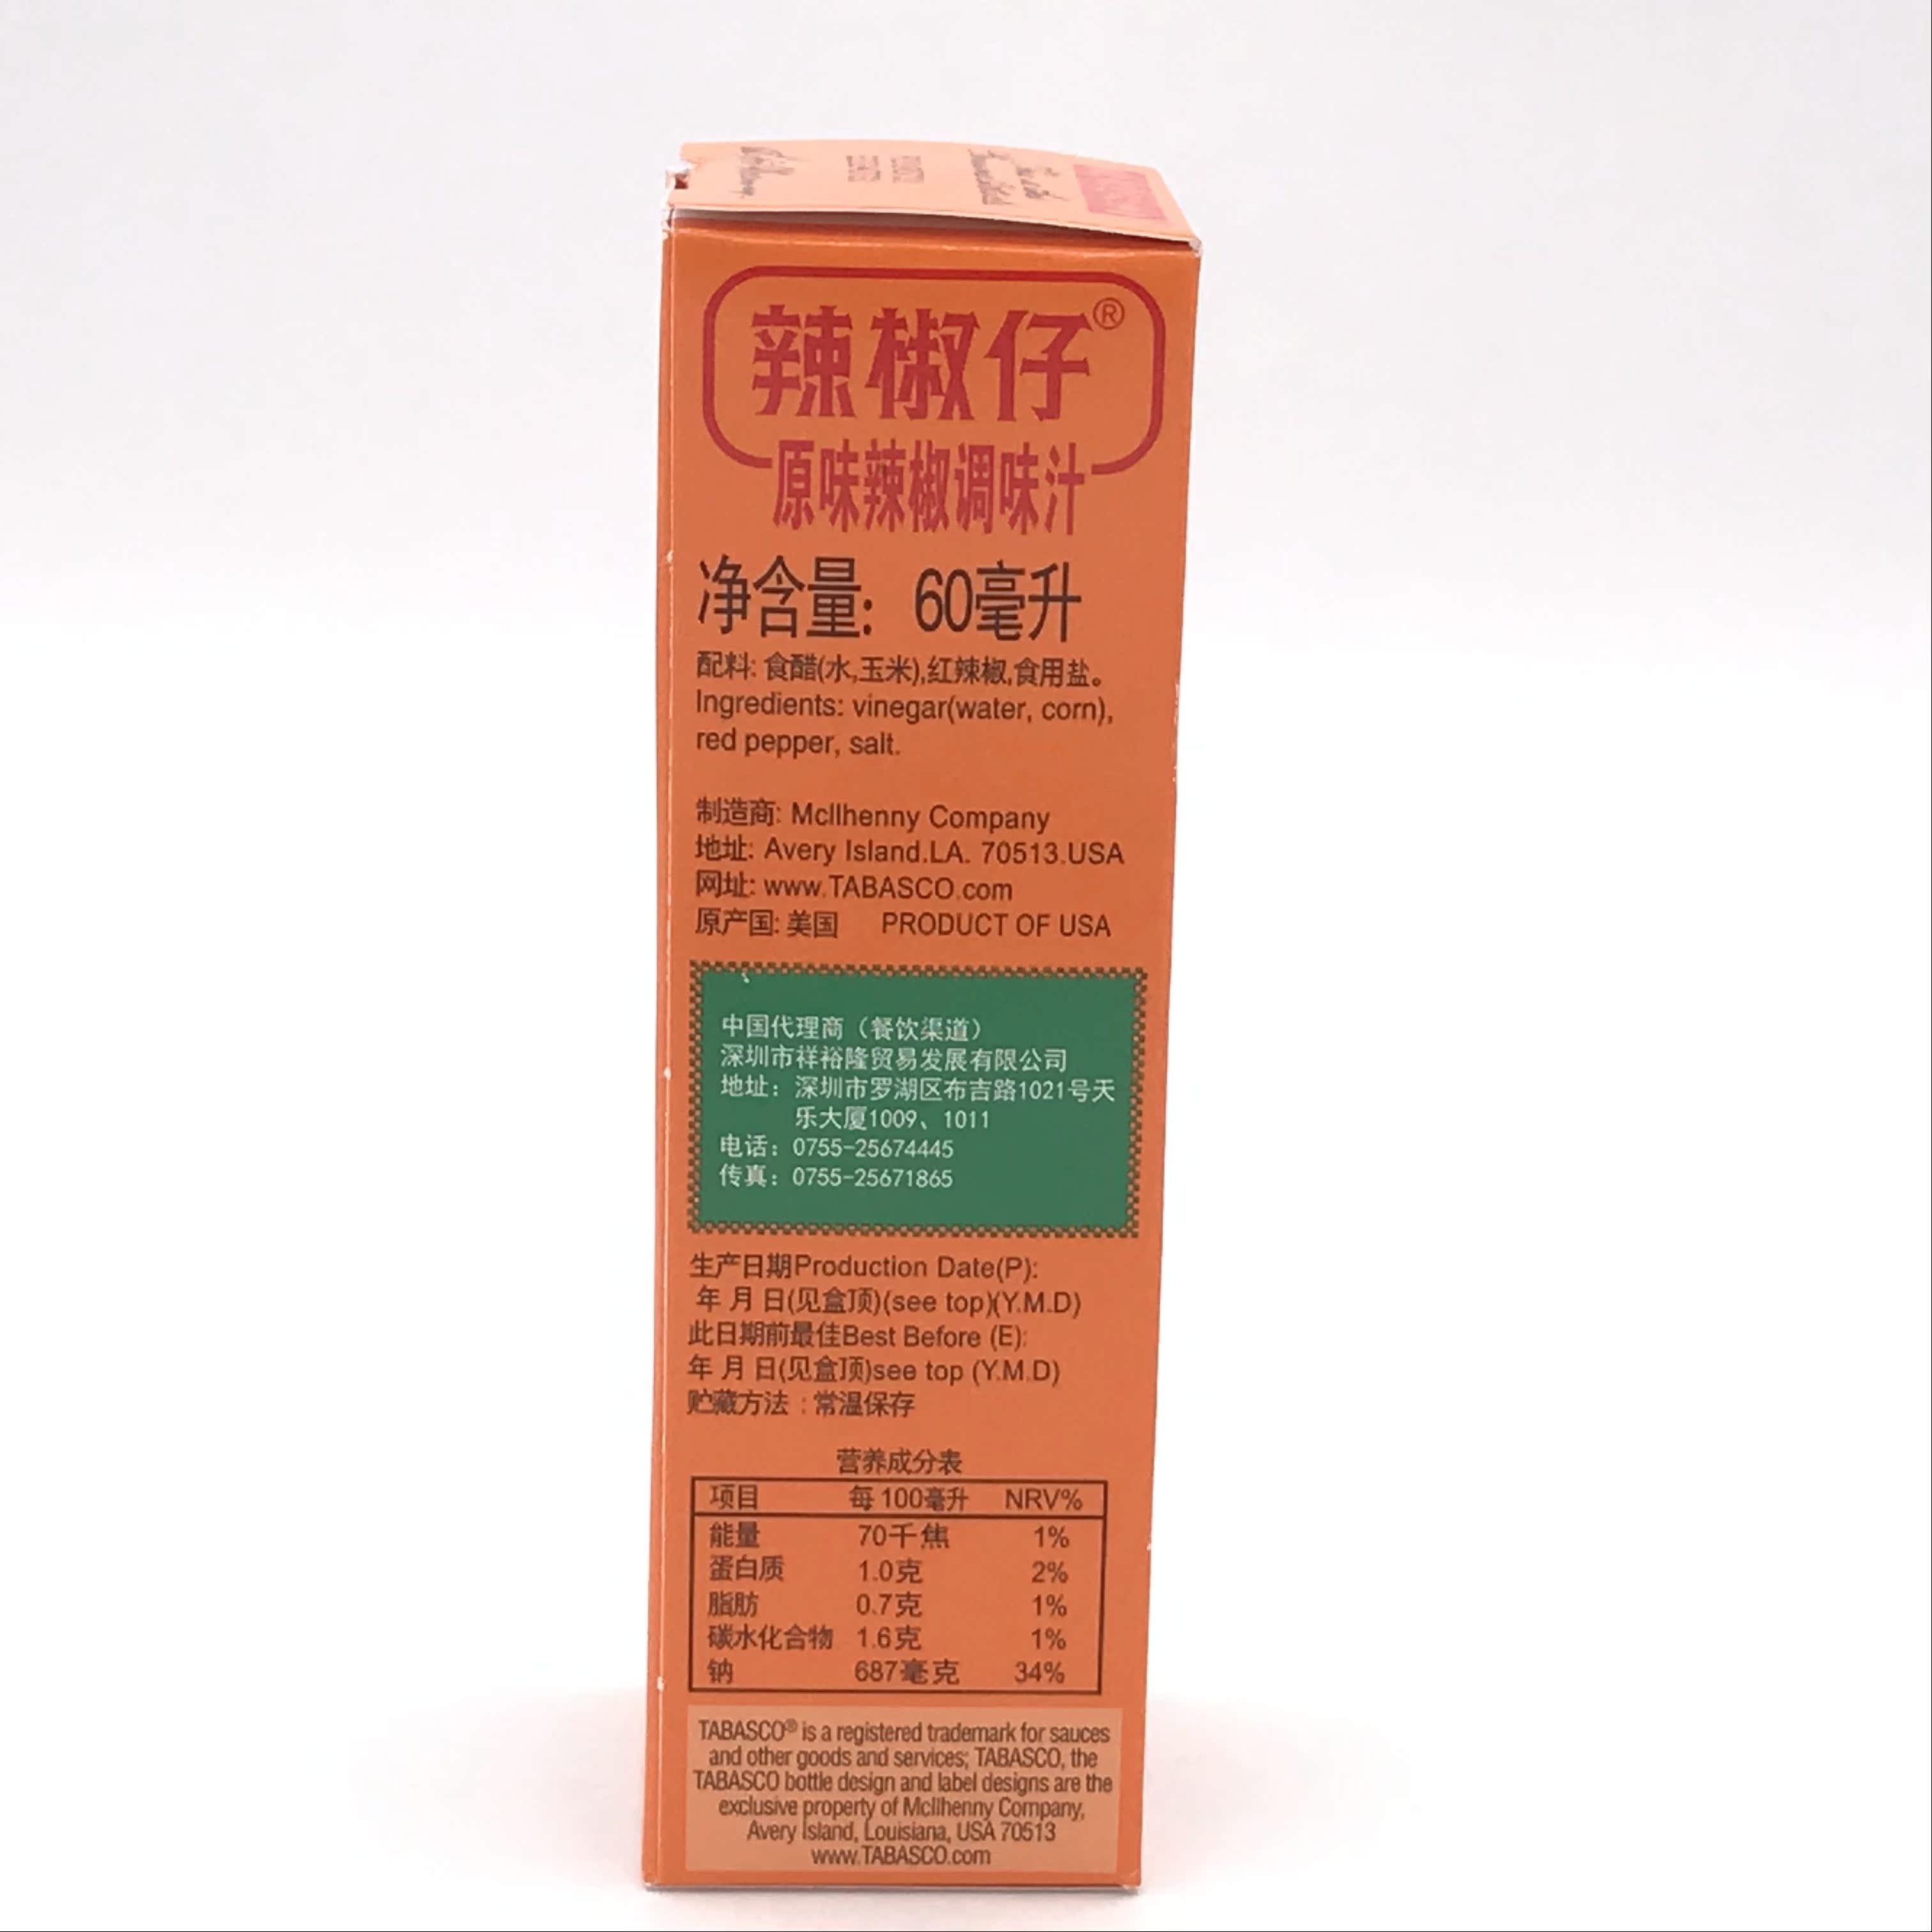 辣椒仔®
原味辣椒调味汁
净含量: 60毫升
配料: 食醋(水,玉米),红辣椒,食用盐。
Ingredients: vinegar(water, corn),
red pepper, salt.
制造商: McIlhenny Company
地址: Avery Island.LA. 70513.USA
网址: www.TABASCO.com
原产国: 美国 PRODUCT OF USA
中国代理商（餐饮渠道）
深圳市祥裕隆贸易发展有限公司
地址：深圳市罗湖区布吉路1021号天
乐大厦1009、1011
电话：0755-25674445
传真：0755-25671865
生产日期Production Date(P):
年 月 日(见盒顶)(see top)(Y.M.D)
此日期前最佳Best Before (E):
年 月 日(见盒顶)see top (Y.M.D)
贮藏方法 : 常温保存
营养成分表
项目 每 100毫升 NRV%
能量 70千焦 1%
蛋白质 1.0克 2%
脂肪 0.7克 1%
碳水化合物 1.6克 1%
钠 687毫克 34%
TABASCO® is a registered trademark for sauces
and other goods and services; TABASCO, the
TABASCO bottle design and label designs are the
exclusive property of McIlhenny Company,
Avery Island, Louisiana, USA 70513
www.TABASCO.com